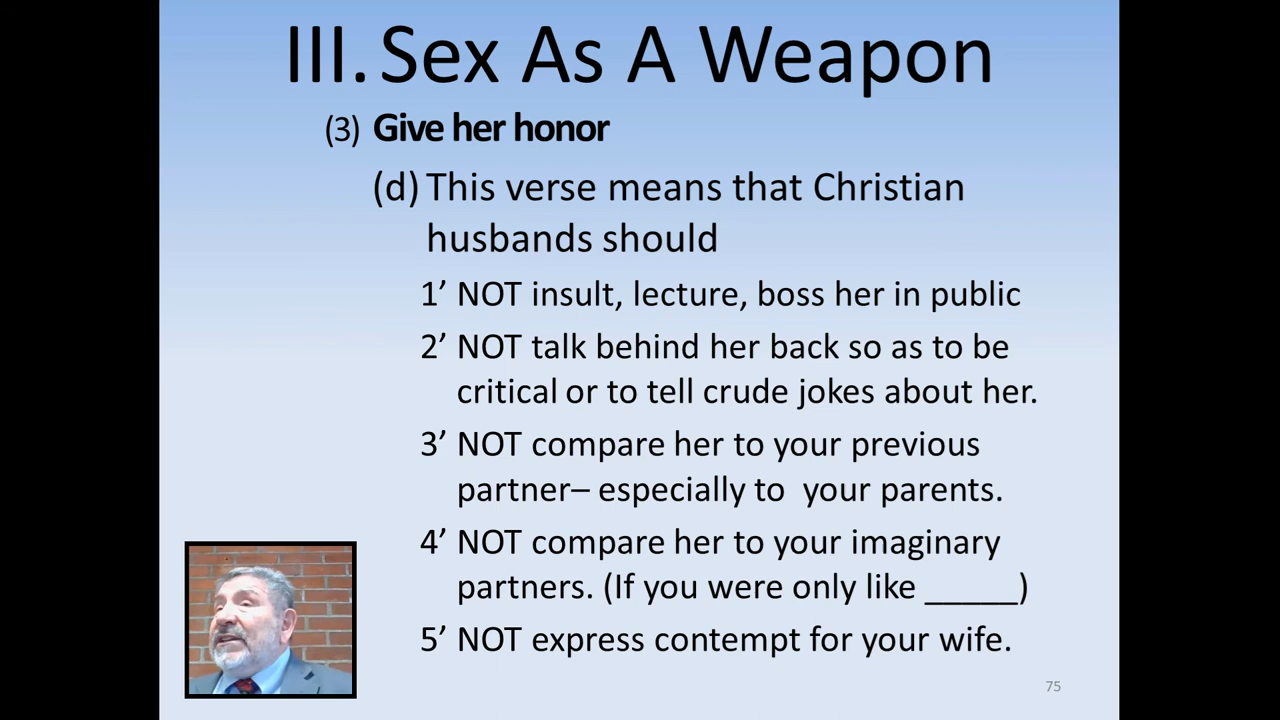 III. Sex As A Weapon
(3) Give her honor
(d) This verse means that Christian
husbands should
1’ NOT insult, lecture, boss her in public
2’ NOT talk behind her back so as to be
critical or to tell crude jokes about her.
3’ NOT compare her to your previous
partner– especially to  your parents.
4’ NOT compare her to your imaginary
partners. (If you were only like _____)
5’ NOT express contempt for your wife.
75